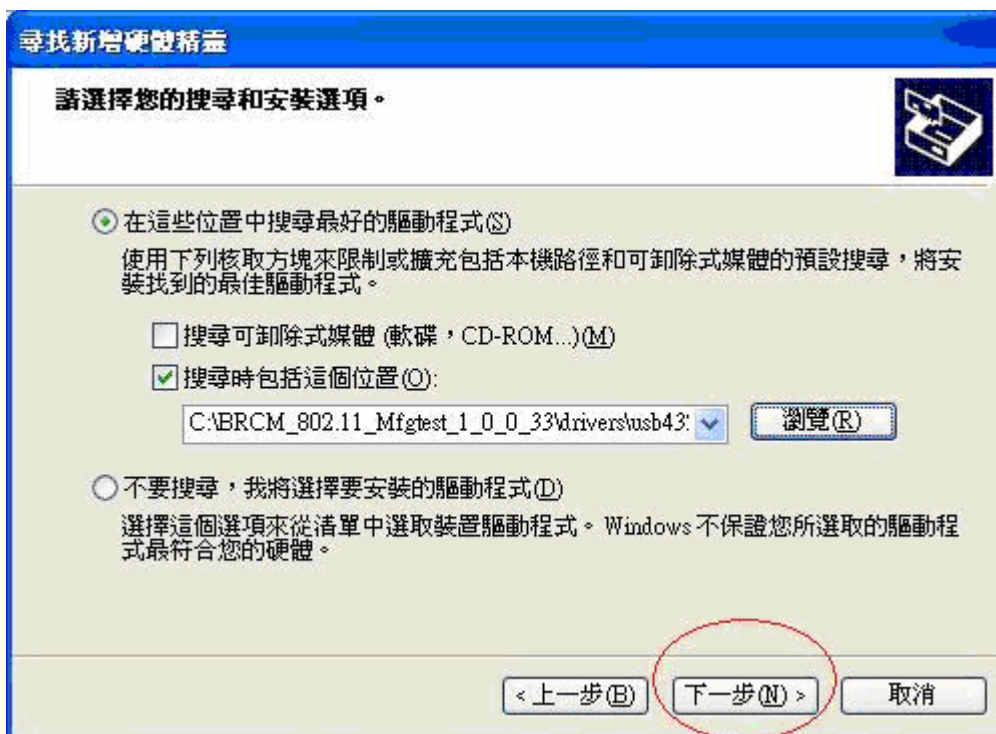 尋找新增硬體精靈
請選擇您的搜尋和安裝選項。
在這些位置中搜尋最好的驅動程式(S)
使用下列核取方塊來限制或擴充包括本機路徑和可卸除式媒體的預設搜尋，將安
裝找到的最佳驅動程式。
搜尋可卸除式媒體 (軟碟，CD-ROM...)(M)
搜尋時包括這個位置(O):
C:\BRCM_802.11_Mfgtest_1_0_0_33\drivers\usb43
瀏覽(R)
不要搜尋，我將選擇要安裝的驅動程式(D)
選擇這個選項來從清單中選取裝置驅動程式。Windows 不保證您所選取的驅動程
式最符合您的硬體。
<上一步(B)
下一步(N)>
取消